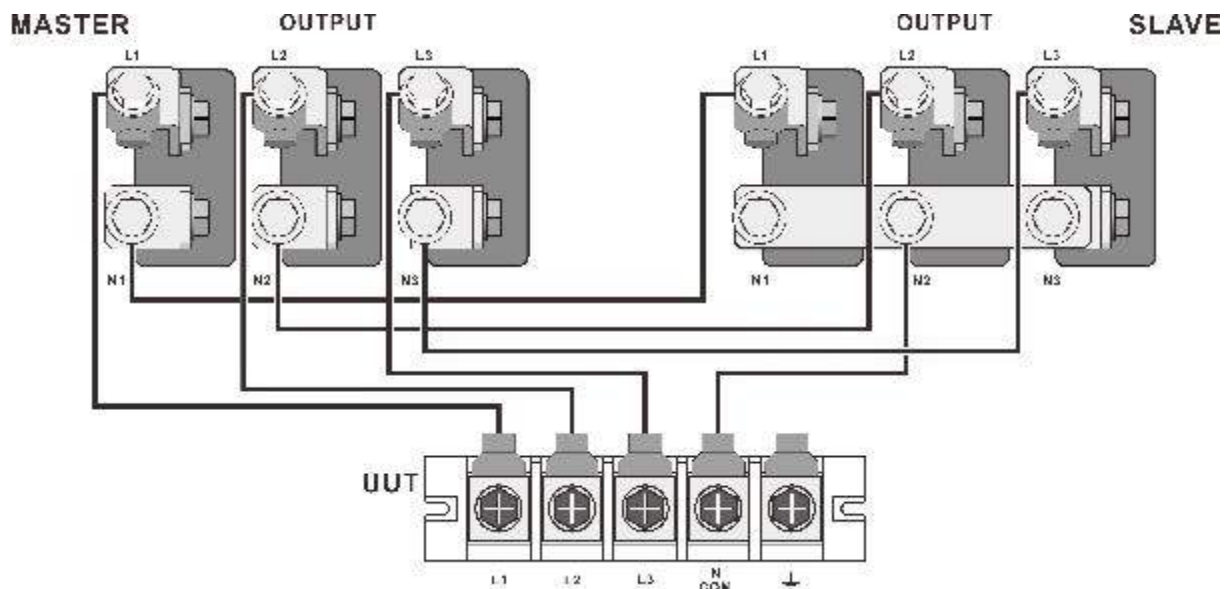 MASTER OUTPUT OUTPUT SLAVE
L1 L2 L3 L1 L2 L3
N1 N2 N3 N1 N2 N3
UUT
L1 L2 L3 N
COM